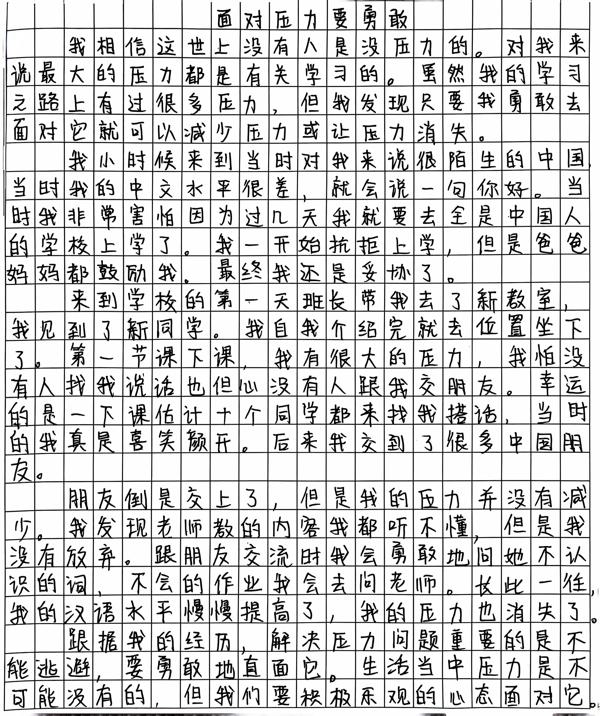 面对压力要勇敢
我相信这世上没有人是没压力的。对我来
说最大的压力都是有关学习的。虽然我的学习
之路上有过很多压力，但我发现只要我勇敢去
面对它就可以减少压力或让压力消失。
我小时候来到当时对我来说很陌生的中国，
当时我的中文水平很差，就会说一句你好。当
时我非常害怕因为过几天我就要去全是中国人
的学校上学了。我一开始抗拒上学，但是爸爸
妈妈都鼓励我。最终我还是妥协了。
来到学校的第一天班长带我去了新教室，
我见到了新同学。我自我介绍完就去位置坐下
了。第一节课下课，我有很大的压力，我怕没
有人找我说话也但心没有人跟我交朋友。幸运
的是一下课估计十个同学都来找我搭话，当时
的我真是喜笑颜开。后来我交到了很多中国朋
友。
朋友倒是交上了，但是我的压力并没有减
少。我发现老师教的内容我都听不懂，但是我
没有放弃。跟朋友交流时我会勇敢地问她不认
识的词，不会的作业我会去问老师。长此一往，
我的汉语水平慢慢提高了，我的压力也消失了。
跟据我的经历，解决压力问题重要的是不
能逃避，要勇敢地直面它。生活当中压力是不
可能没有的，但我们要积极乐观的心态面对它。